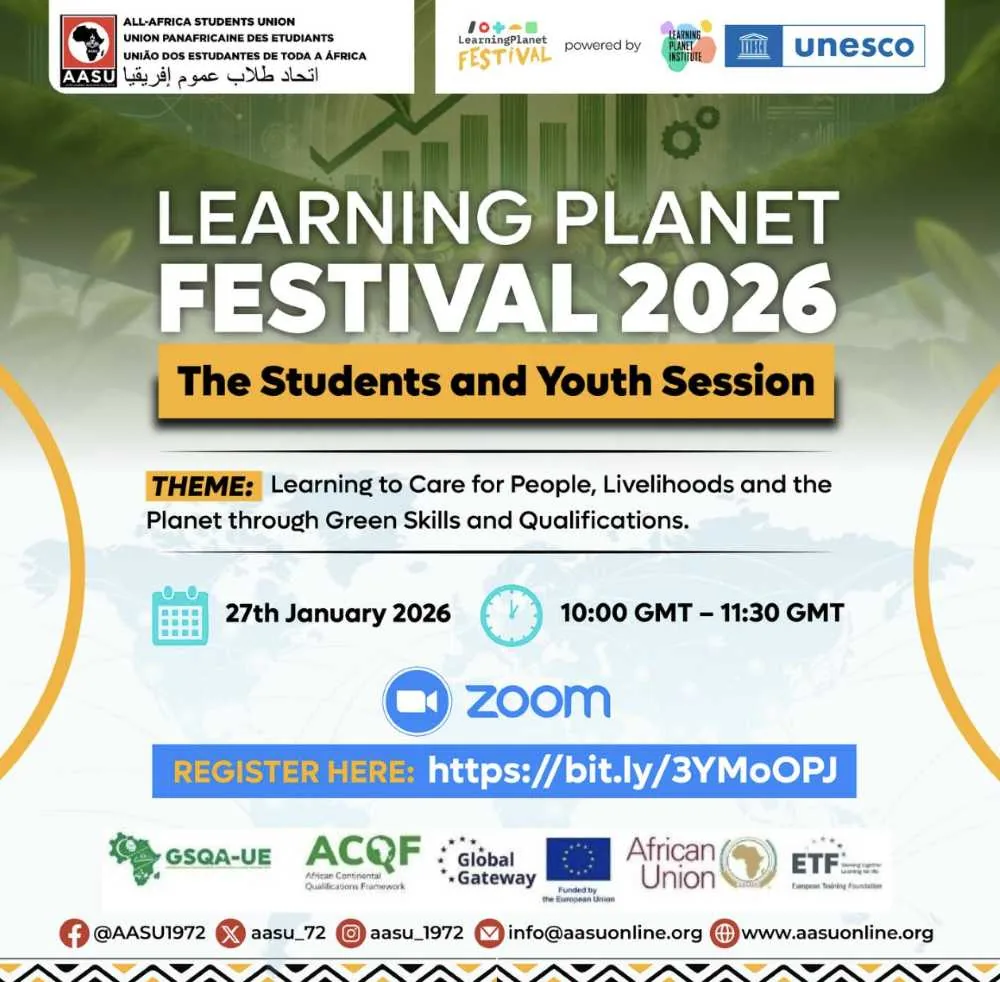 ALL-AFRICA STUDENTS UNION
UNION PANAFRICAINE DES ETUDIANTS
UNIÃO DOS ESTUDANTES DE TODA A ÁFRICA
اتحاد طلاب عموم إفريقيا
AASU
LearningPlanet
FESTIVAL
powered by
LEARNING
PLANET
INSTITUTE
unesco
LEARNING PLANET
FESTIVAL 2026
The Students and Youth Session
THEME: Learning to Care for People, Livelihoods and the
Planet through Green Skills and Qualifications.
27th January 2026
10:00 GMT – 11:30 GMT
zoom
REGISTER HERE: https://bit.ly/3YMoOPJ
GSQA-UE
ACQF
African Continental
Qualifications Framework
Global
Gateway
Funded by
the European Union
African
Union
ETF
European Training Foundation
@AASU1972 aasu_72 aasu_1972 info@aasuonline.org www.aasuonline.org